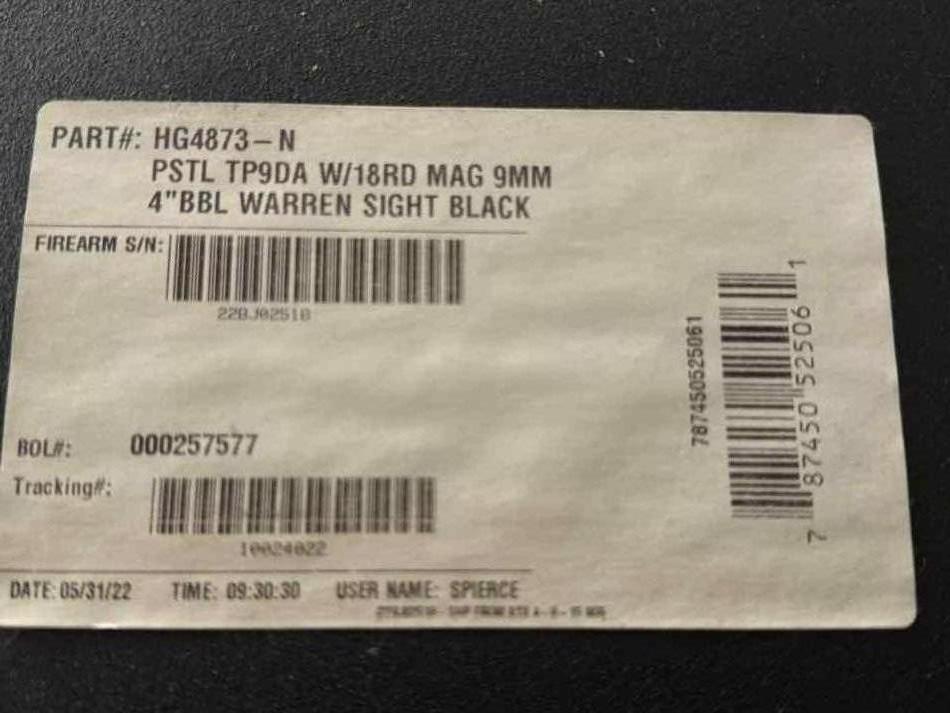 PART#: HG4873-N
PSTL TP9DA W/18RD MAG 9MM
4"BBL WARREN SIGHT BLACK
FIREARM S/N:
787450525061
7 87450 52506 1
BOL#: 000257577
Tracking#:
10024022
DATE: 05/31/22 TIME: 09:30:30 USER NAME: SPIERCE